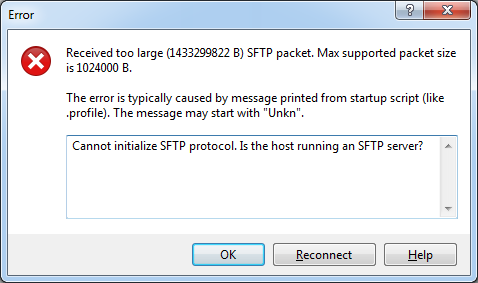 Error
Received too large (1433299822 B) SFTP packet. Max supported packet size
is 1024000 B.
The error is typically caused by message printed from startup script (like
.profile). The message may start with "Unkn".
Cannot initialize SFTP protocol. Is the host running an SFTP server?
OK
Reconnect
Help